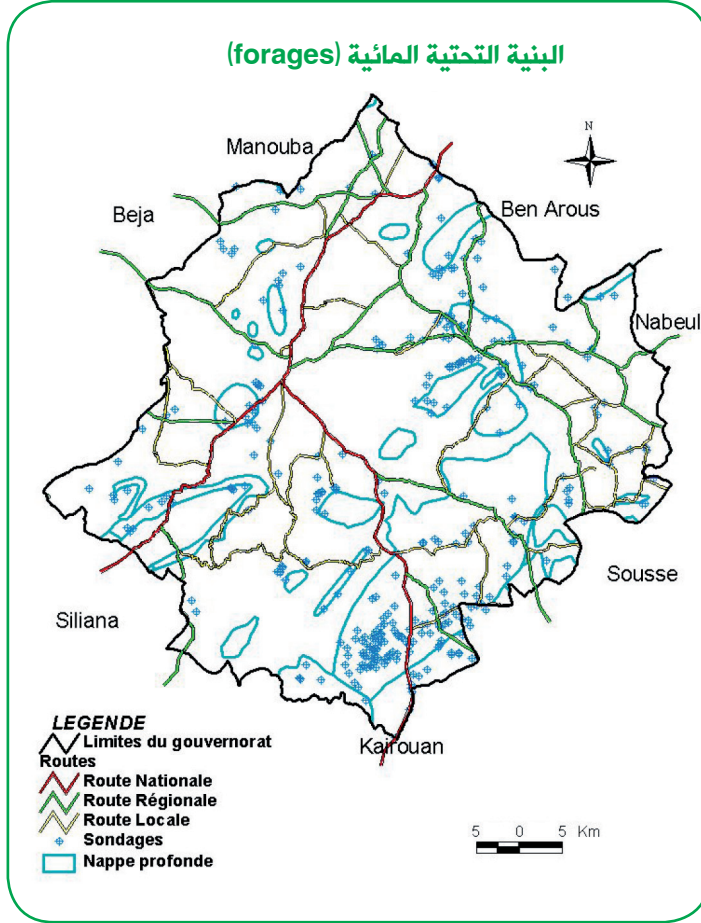 البنية التحتية المائية (forages)
N
Manouba
Beja
Ben Arous
Nabeul
Sousse
Siliana
Kairouan
LEGENDE
Limites du gouvernorat
Routes
Route Nationale
Route Régionale
Route Locale
Sondages
Nappe profonde
5 0 5 Km